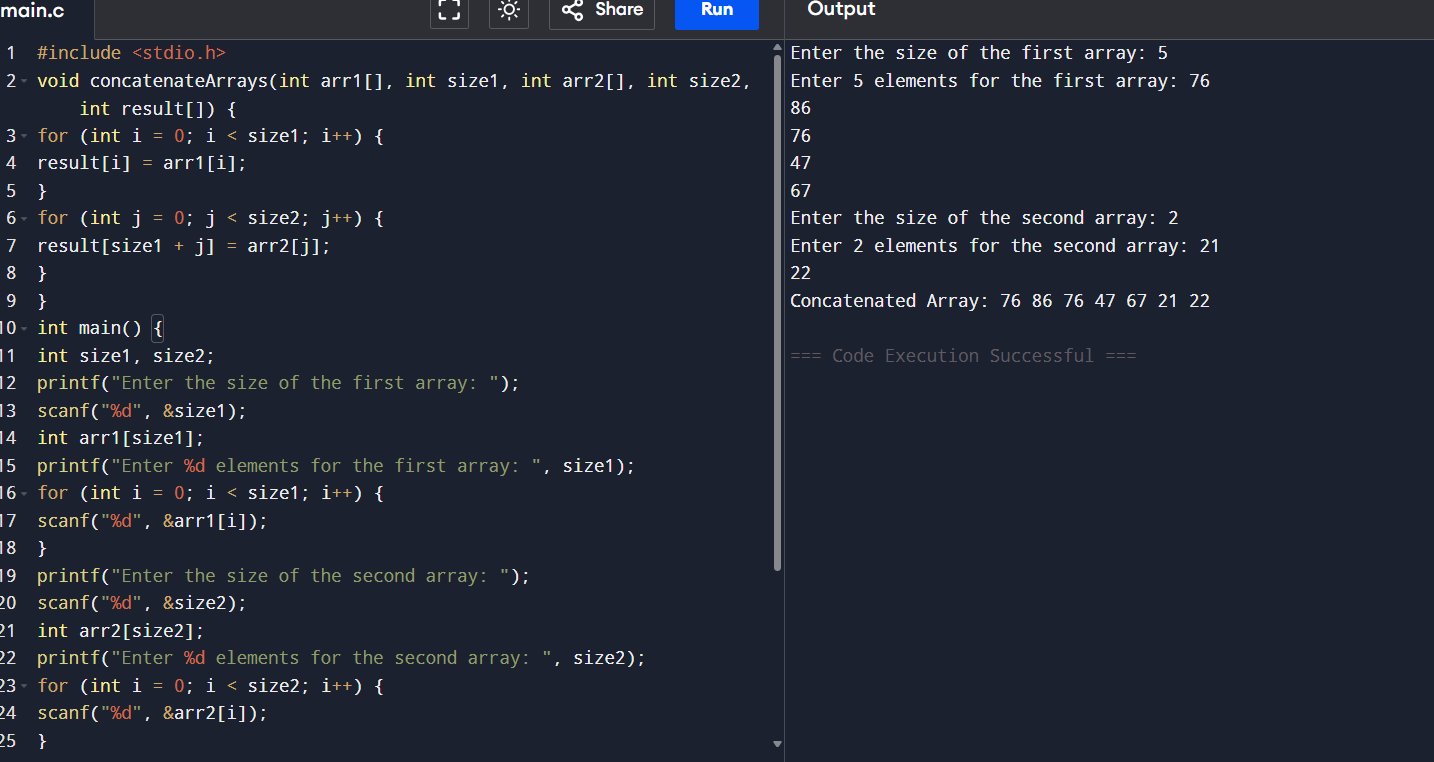 main.c
Share
Run
Output
1 #include <stdio.h>
2 void concatenateArrays(int arr1[], int size1, int arr2[], int size2,
int result[]) {
3 for (int i = 0; i < size1; i++) {
4 result[i] = arr1[i];
5 }
6 for (int j = 0; j < size2; j++) {
7 result[size1 + j] = arr2[j];
8 }
9 }
10 int main() {
11 int size1, size2;
12 printf("Enter the size of the first array: ");
13 scanf("%d", &size1);
14 int arr1[size1];
15 printf("Enter %d elements for the first array: ", size1);
16 for (int i = 0; i < size1; i++) {
17 scanf("%d", &arr1[i]);
18 }
19 printf("Enter the size of the second array: ");
20 scanf("%d", &size2);
21 int arr2[size2];
22 printf("Enter %d elements for the second array: ", size2);
23 for (int i = 0; i < size2; i++) {
24 scanf("%d", &arr2[i]);
25 }
Enter the size of the first array: 5
Enter 5 elements for the first array: 76
86
76
47
67
Enter the size of the second array: 2
Enter 2 elements for the second array: 21
22
Concatenated Array: 76 86 76 47 67 21 22
=== Code Execution Successful ===